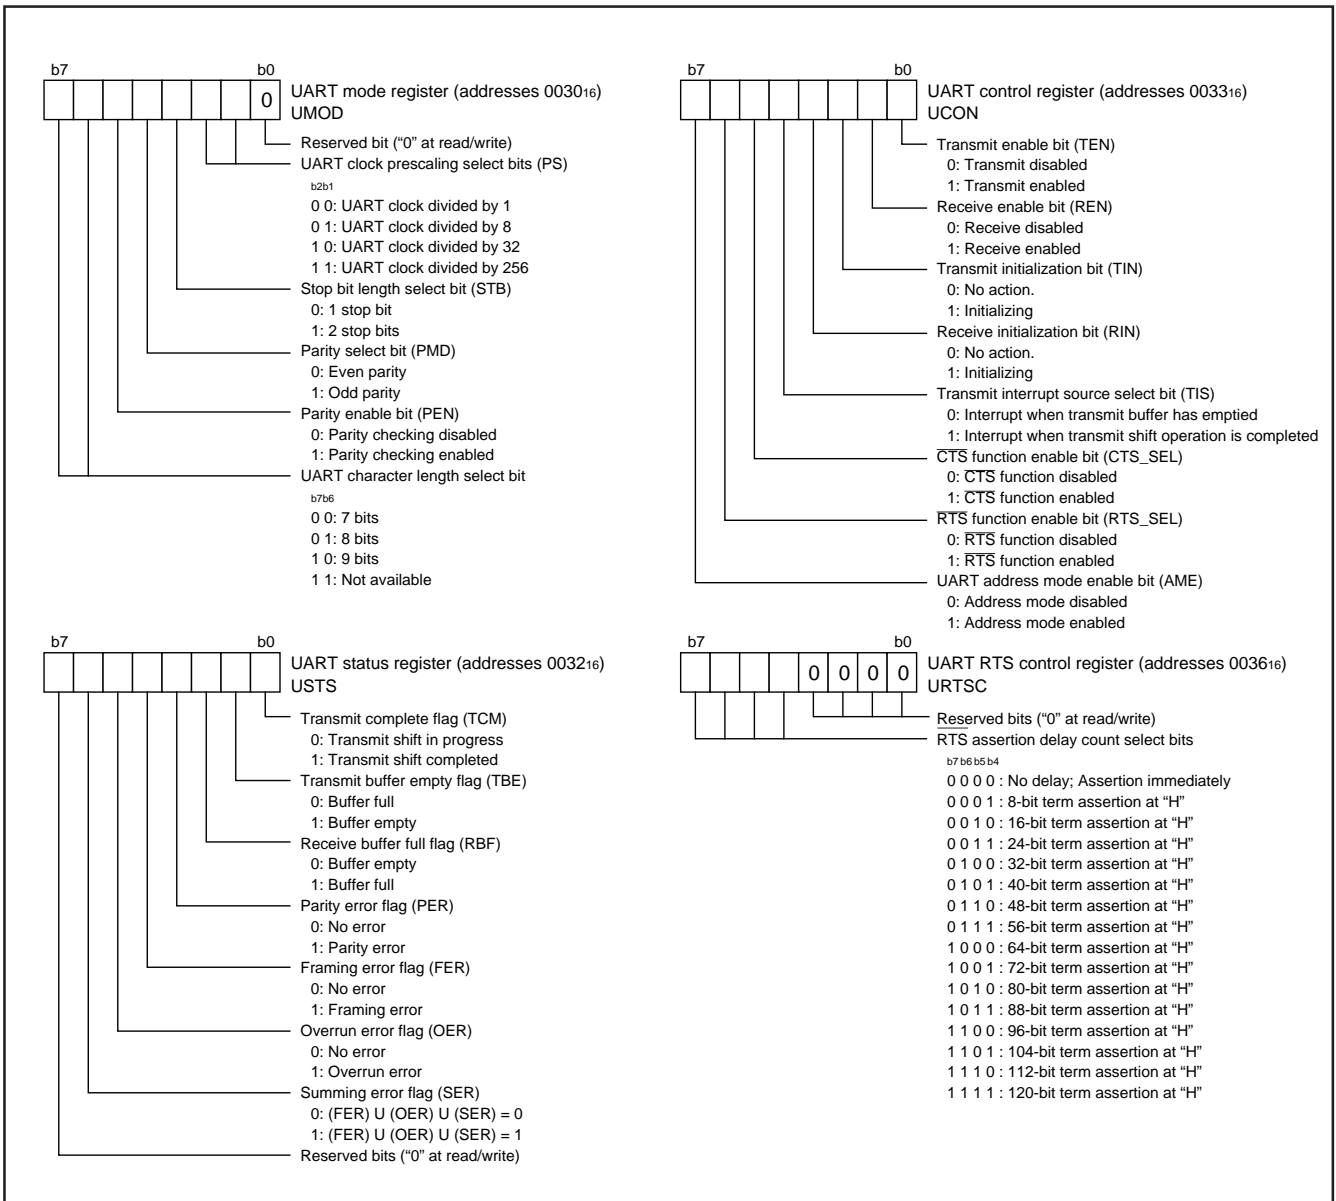 b7 b0
0
UART mode register (addresses 0030₁₆)
UMOD
Reserved bit (“0” at read/write)
UART clock prescaling select bits (PS)
b2b1
0 0: UART clock divided by 1
0 1: UART clock divided by 8
1 0: UART clock divided by 32
1 1: UART clock divided by 256
Stop bit length select bit (STB)
0: 1 stop bit
1: 2 stop bits
Parity select bit (PMD)
0: Even parity
1: Odd parity
Parity enable bit (PEN)
0: Parity checking disabled
1: Parity checking enabled
UART character length select bit
b7b6
0 0: 7 bits
0 1: 8 bits
1 0: 9 bits
1 1: Not available
b7 b0
UART control register (addresses 0033₁₆)
UCON
Transmit enable bit (TEN)
0: Transmit disabled
1: Transmit enabled
Receive enable bit (REN)
0: Receive disabled
1: Receive enabled
Transmit initialization bit (TIN)
0: No action.
1: Initializing
Receive initialization bit (RIN)
0: No action.
1: Initializing
Transmit interrupt source select bit (TIS)
0: Interrupt when transmit buffer has emptied
1: Interrupt when transmit shift operation is completed
C̅T̅S̅ function enable bit (CTS_SEL)
0: C̅T̅S̅ function disabled
1: C̅T̅S̅ function enabled
R̅T̅S̅ function enable bit (RTS_SEL)
0: R̅T̅S̅ function disabled
1: R̅T̅S̅ function enabled
UART address mode enable bit (AME)
0: Address mode disabled
1: Address mode enabled
b7 b0
UART status register (addresses 0032₁₆)
USTS
Transmit complete flag (TCM)
0: Transmit shift in progress
1: Transmit shift completed
Transmit buffer empty flag (TBE)
0: Buffer full
1: Buffer empty
Receive buffer full flag (RBF)
0: Buffer empty
1: Buffer full
Parity error flag (PER)
0: No error
1: Parity error
Framing error flag (FER)
0: No error
1: Framing error
Overrun error flag (OER)
0: No error
1: Overrun error
Summing error flag (SER)
0: (FER) U (OER) U (SER) = 0
1: (FER) U (OER) U (SER) = 1
Reserved bits (“0” at read/write)
b7 b0
0 0 0 0
UART RTS control register (addresses 0036₁₆)
URTSC
Reserved bits (“0” at read/write)
R̅T̅S̅ assertion delay count select bits
b7 b6 b5 b4
0 0 0 0 : No delay; Assertion immediately
0 0 0 1 : 8-bit term assertion at “H”
0 0 1 0 : 16-bit term assertion at “H”
0 0 1 1 : 24-bit term assertion at “H”
0 1 0 0 : 32-bit term assertion at “H”
0 1 0 1 : 40-bit term assertion at “H”
0 1 1 0 : 48-bit term assertion at “H”
0 1 1 1 : 56-bit term assertion at “H”
1 0 0 0 : 64-bit term assertion at “H”
1 0 0 1 : 72-bit term assertion at “H”
1 0 1 0 : 80-bit term assertion at “H”
1 0 1 1 : 88-bit term assertion at “H”
1 1 0 0 : 96-bit term assertion at “H”
1 1 0 1 : 104-bit term assertion at “H”
1 1 1 0 : 112-bit term assertion at “H”
1 1 1 1 : 120-bit term assertion at “H”